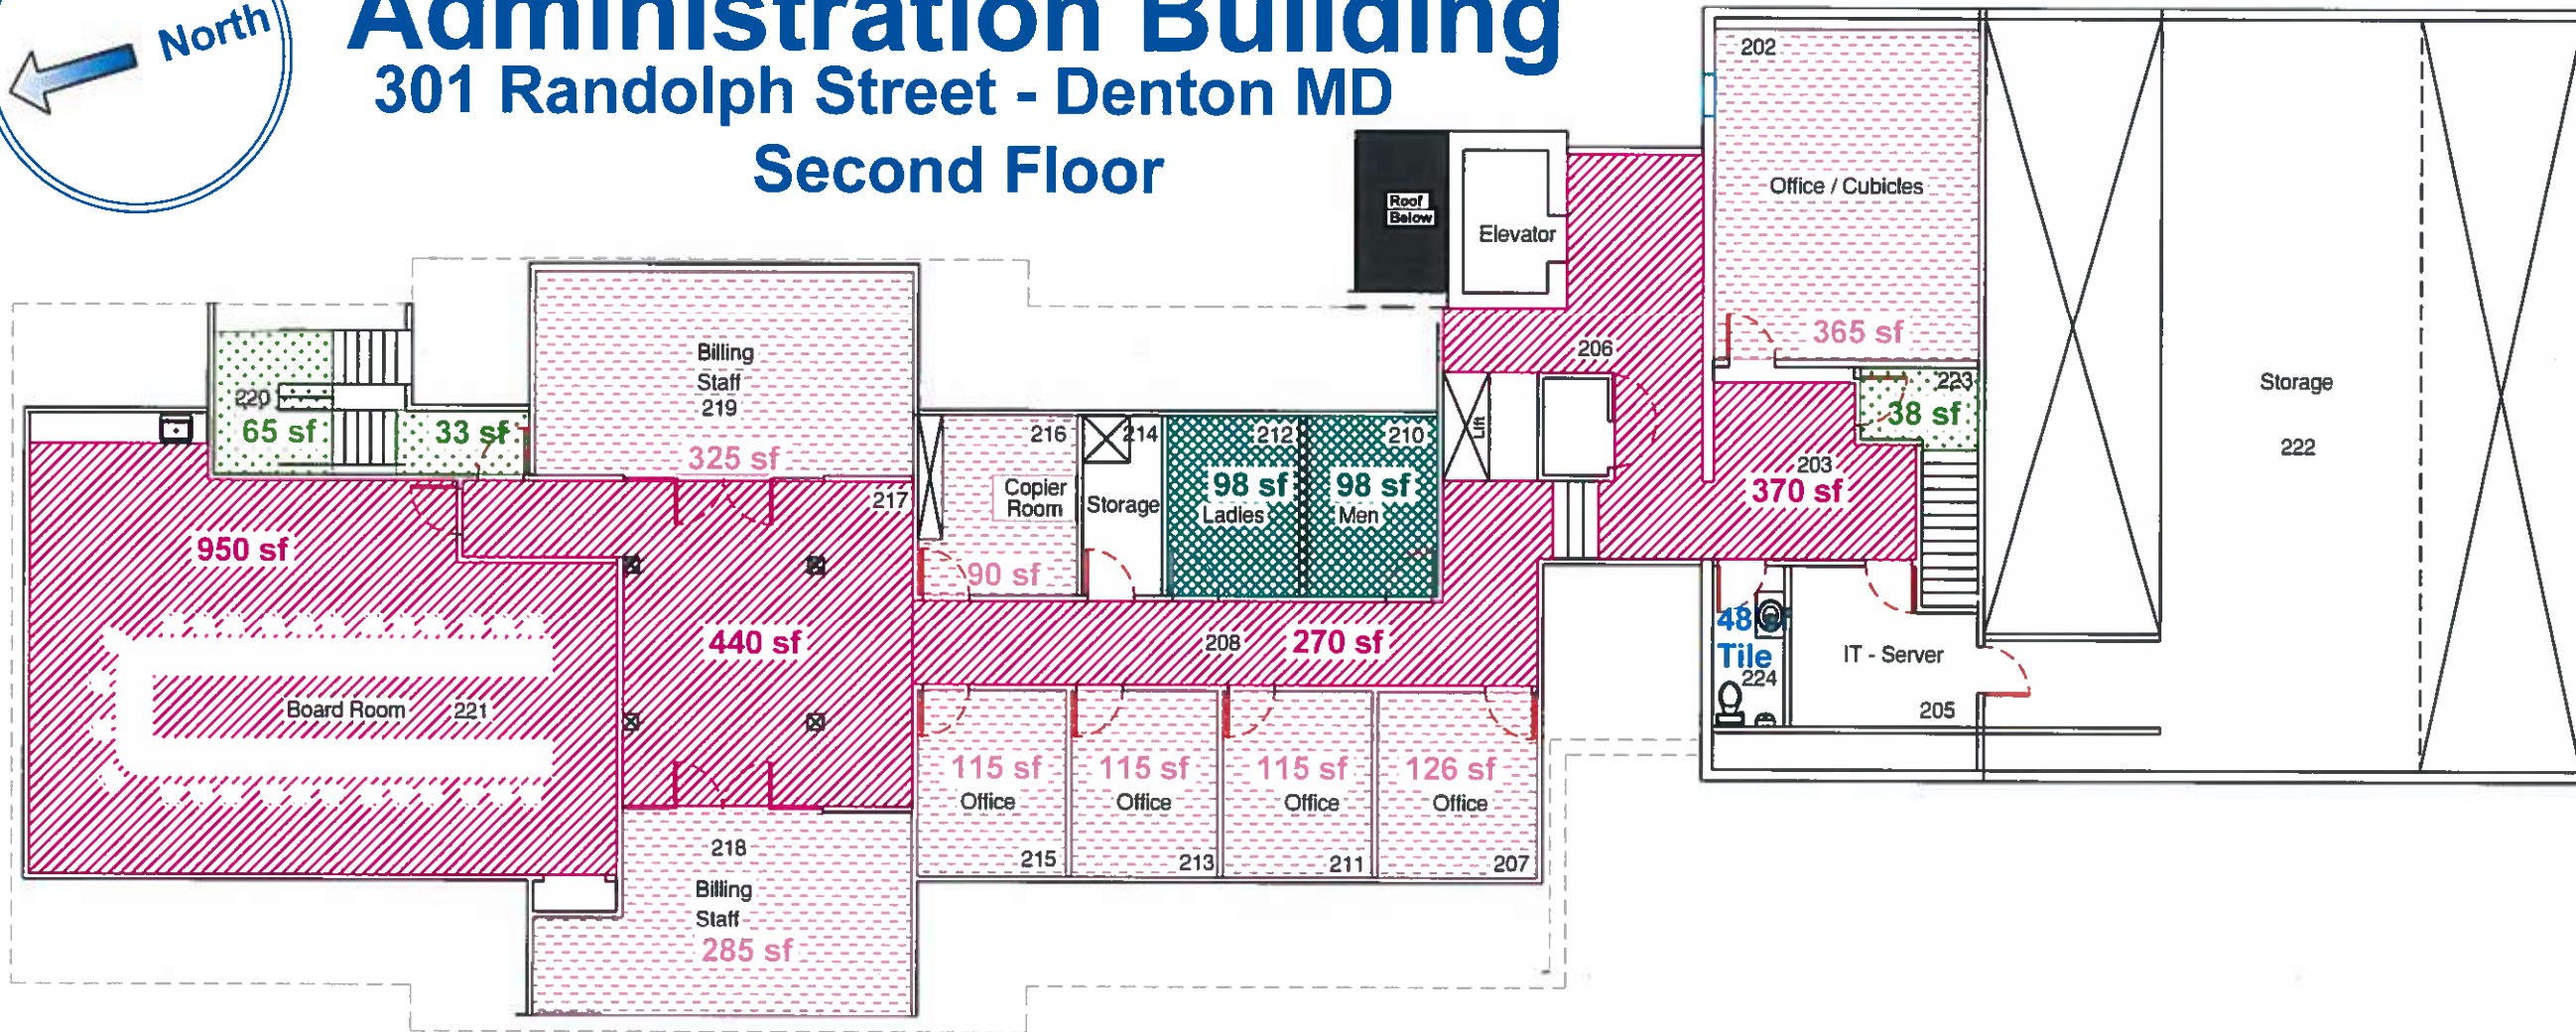 North
Administration Building
301 Randolph Street - Denton MD
Second Floor
202
Office / Cubicles
365 sf
Roof
Below
Elevator
206
Lift
223
38 sf
203
370 sf
Storage
222
220
65 sf
33 sf
Billing
Staff
219
325 sf
217
216
Copier
Room
90 sf
214
Storage
212
98 sf
Ladies
210
98 sf
Men
950 sf
Board Room 221
440 sf
208 270 sf
48 sf
Tile
224
IT - Server
205
115 sf
Office
215
115 sf
Office
213
115 sf
Office
211
126 sf
Office
207
218
Billing
Staff
285 sf